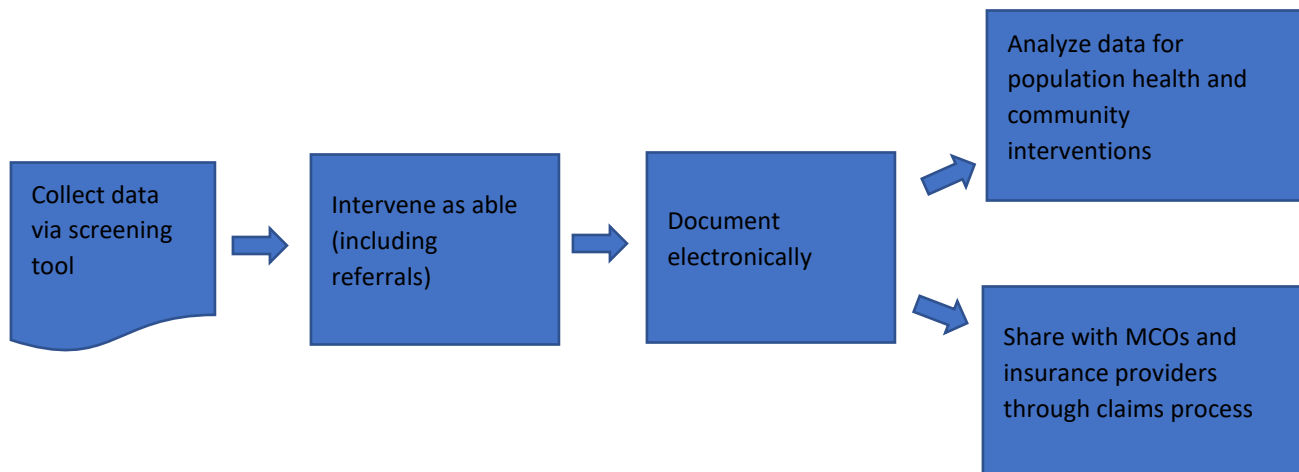 Collect data
via screening
tool
Intervene as able
(including
referrals)
Document
electronically
Analyze data for
population health and
community
interventions
Share with MCOs and
insurance providers
through claims process